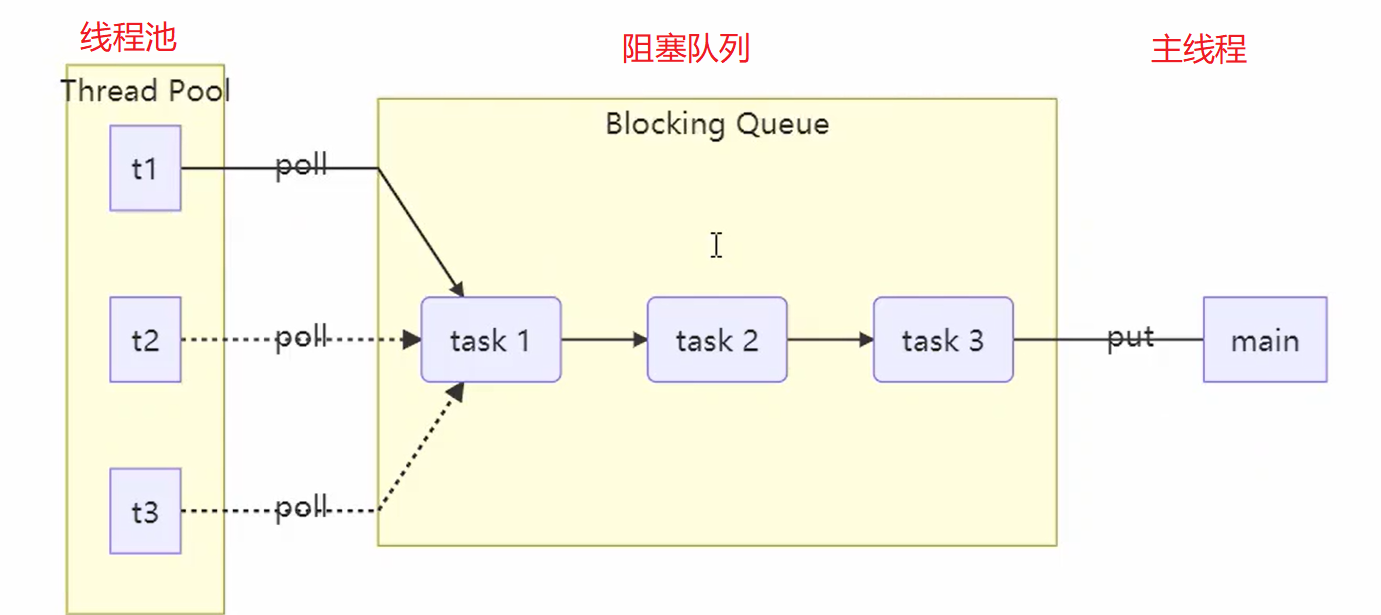 线程池
阻塞队列
主线程
Thread Pool
Blocking Queue
t1
poll
t2
poll
task 1
task 2
task 3
put
main
t3
poll